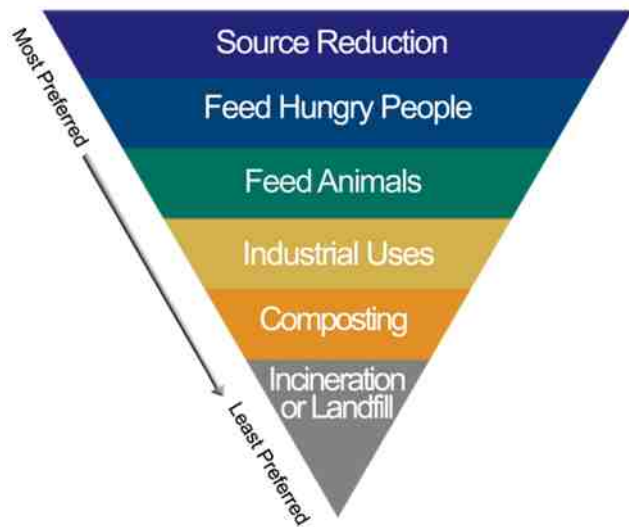 Most Preferred
Source Reduction
Feed Hungry People
Feed Animals
Industrial Uses
Composting
Incineration
or Landfill
Least Preferred